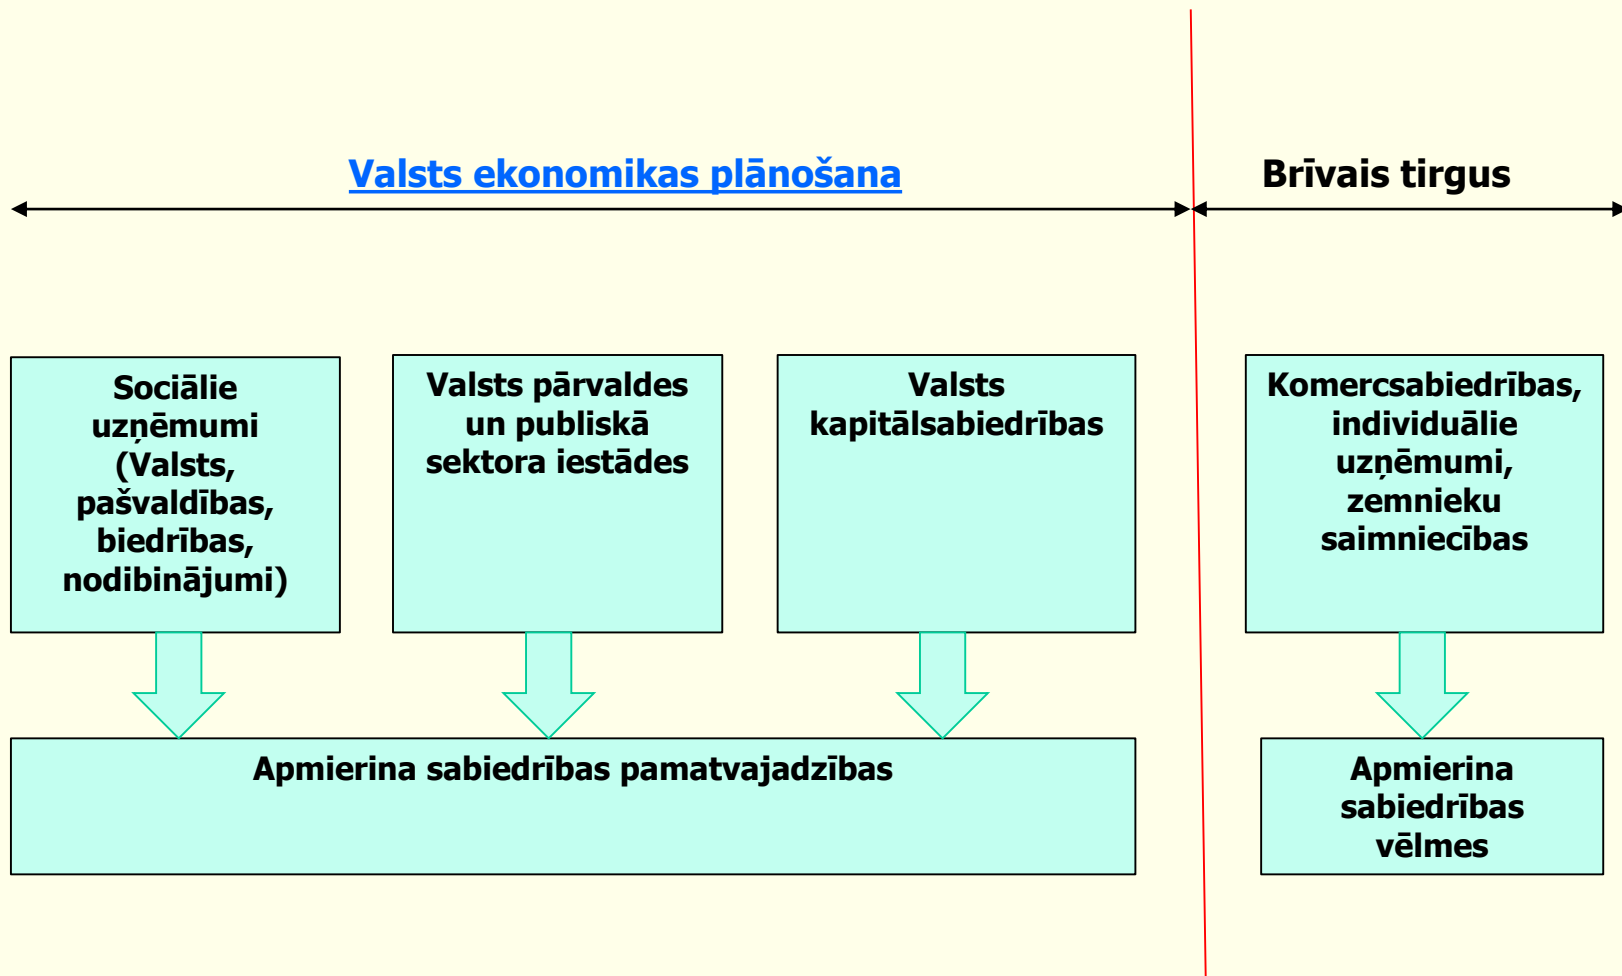 Valsts ekonomikas plānošana
Brīvais tirgus
Sociālie
uzņēmumi
(Valsts,
pašvaldības,
biedrības,
nodibinājumi)
Valsts pārvaldes
un publiskā
sektora iestādes
Valsts
kapitālsabiedrības
Komercsabiedrības,
individuālie
uzņēmumi,
zemnieku
saimniecības
Apmierina sabiedrības pamatvajadzības
Apmierina
sabiedrības
vēlmes